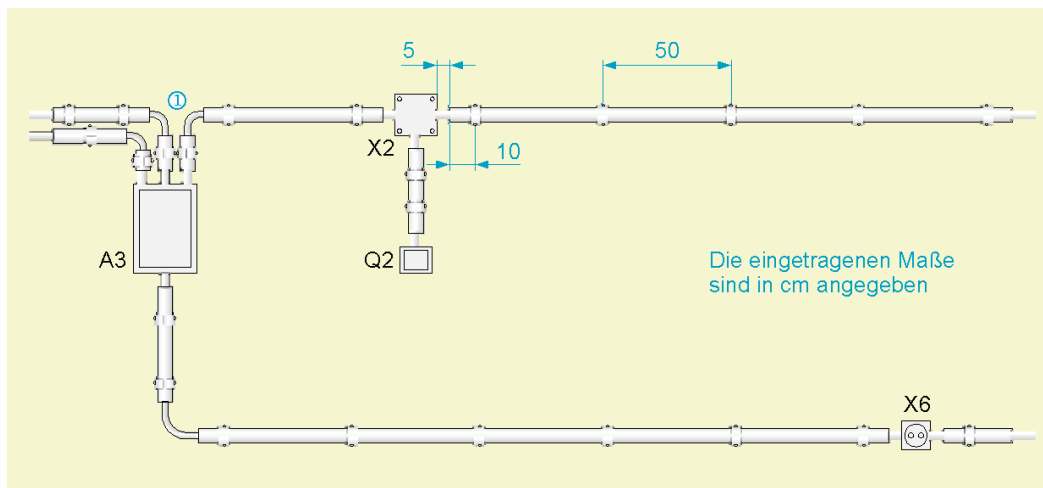 5
50
①
X2
10
A3
Q2
Die eingetragenen Maße
sind in cm angegeben
X6